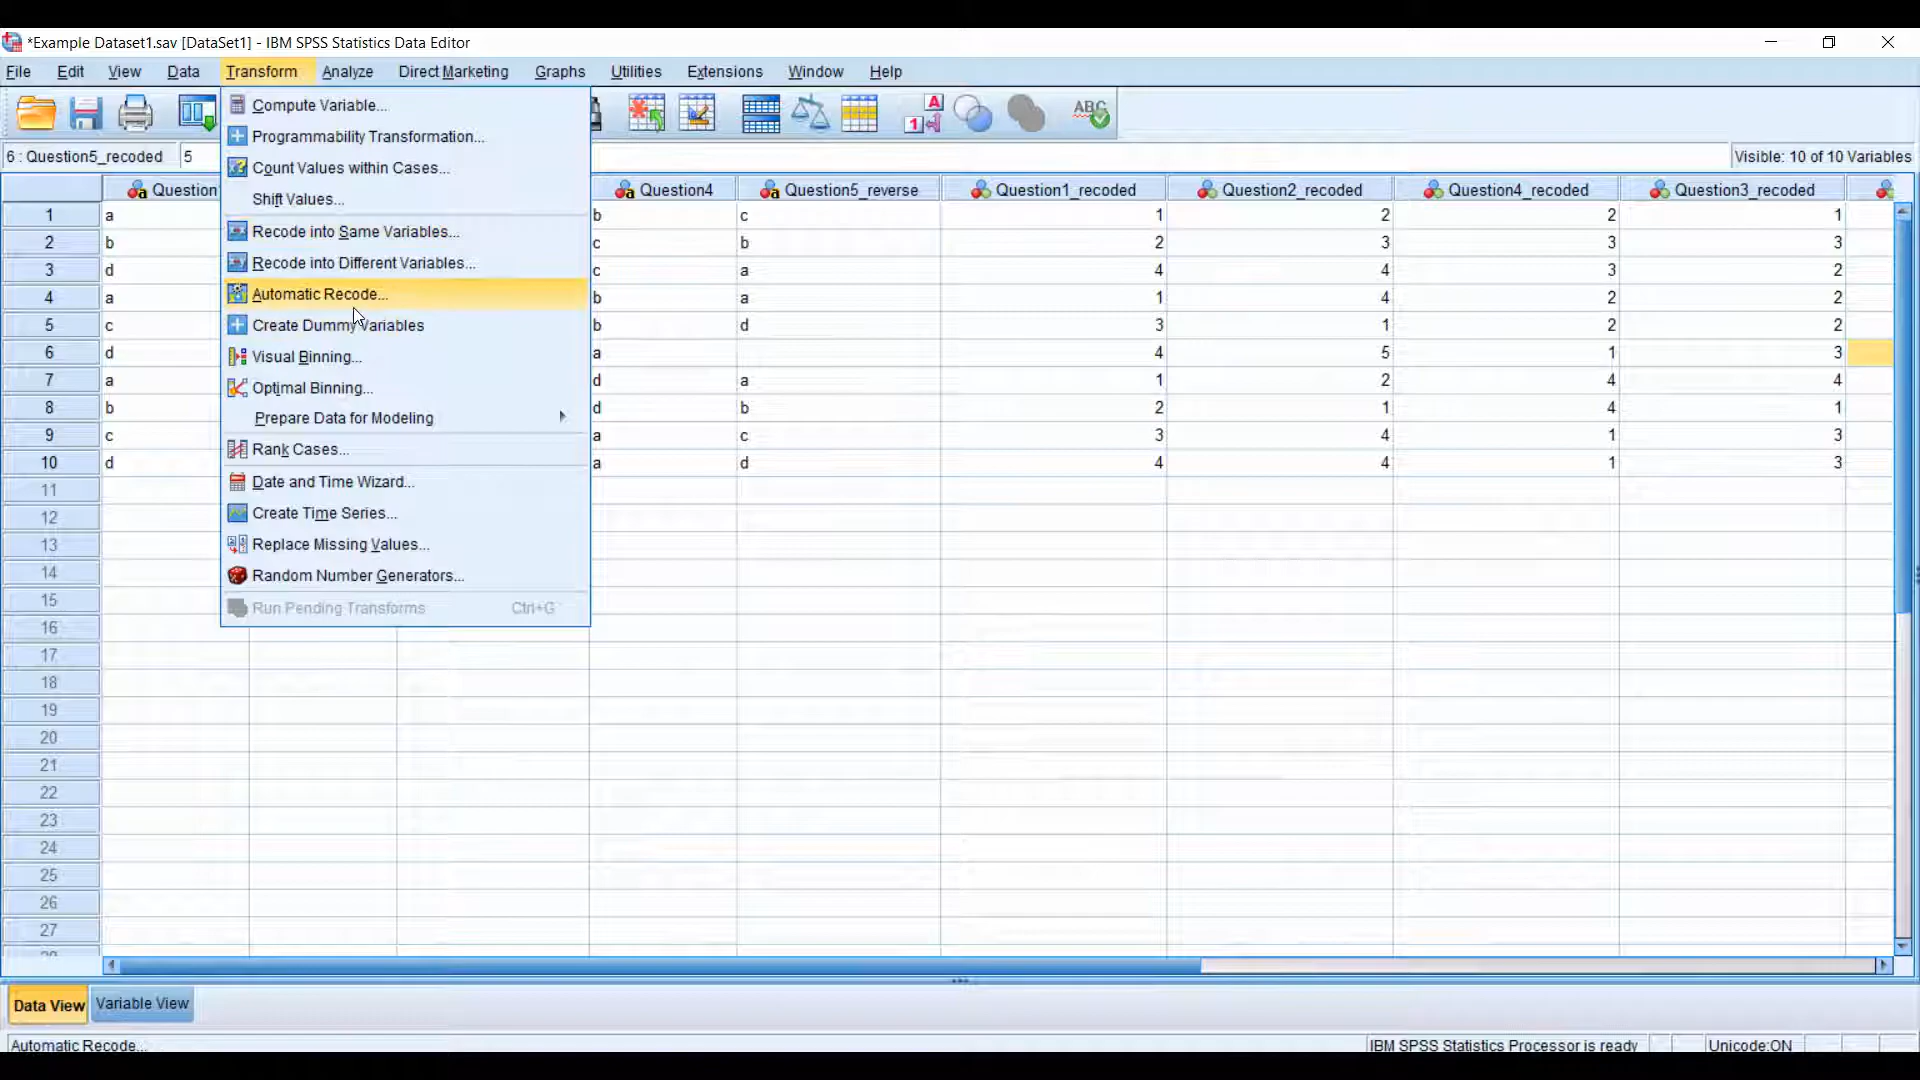 *Example Dataset1.sav [DataSet1] - IBM SPSS Statistics Data Editor
File Edit View Data Transform Analyze Direct Marketing Graphs Utilities Extensions Window Help
6 : Question5_recoded 5 Visible: 10 of 10 Variables
Compute Variable...
Programmability Transformation...
Count Values within Cases...
Shift Values...
Recode into Same Variables...
Recode into Different Variables...
Automatic Recode...
Create Dummy Variables
Visual Binning...
Optimal Binning...
Prepare Data for Modeling
Rank Cases...
Date and Time Wizard...
Create Time Series...
Replace Missing Values...
Random Number Generators...
Run Pending Transforms Ctrl+G
A
1
ABC
Question Question4 Question5_reverse Question1_recoded Question2_recoded Question4_recoded Question3_recoded
1 a b c 1 2 2 1
2 b c b 2 3 3 3
3 d c a 4 4 3 2
4 a b a 1 4 2 2
5 c b d 3 1 2 2
6 d a 4 5 1 3
7 a d a 1 2 4 4
8 b d b 2 1 4 1
9 c a c 3 4 1 3
10 d a d 4 4 1 3
11
12
13
14
15
16
17
18
19
20
21
22
23
24
25
26
27
Data View Variable View
Automatic Recode... IBM SPSS Statistics Processor is ready Unicode:ON